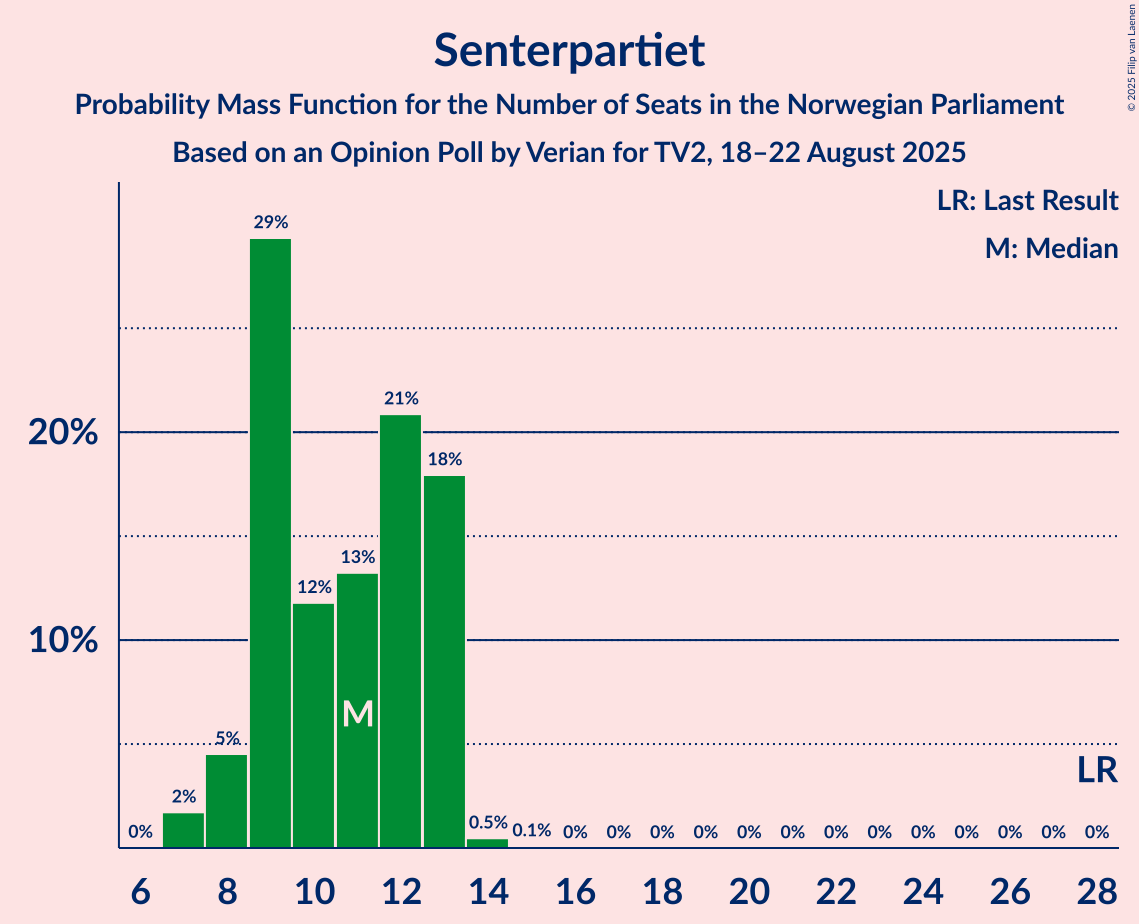 Senterpartiet
Probability Mass Function for the Number of Seats in the Norwegian Parliament
Based on an Opinion Poll by Verian for TV2, 18–22 August 2025
© 2025 Filip van Laenen
LR: Last Result
M: Median
29%
21%
20%
18%
13%
12%
10%
M
5%
LR
2%
0% 0.5% 0.1% 0% 0% 0% 0% 0% 0% 0% 0% 0% 0% 0% 0% 0%
6 8 10 12 14 16 18 20 22 24 26 28